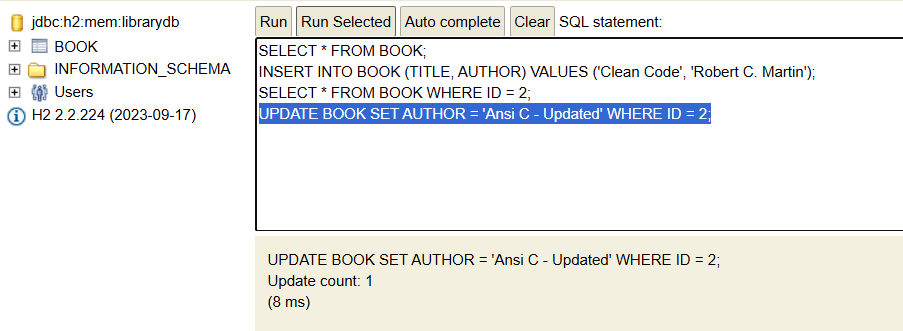 jdbc:h2:mem:librarydb
BOOK
INFORMATION_SCHEMA
Users
H2 2.2.224 (2023-09-17)
Run Run Selected Auto complete Clear SQL statement:
SELECT * FROM BOOK;
INSERT INTO BOOK (TITLE, AUTHOR) VALUES ('Clean Code', 'Robert C. Martin');
SELECT * FROM BOOK WHERE ID = 2;
UPDATE BOOK SET AUTHOR = 'Ansi C - Updated' WHERE ID = 2;
UPDATE BOOK SET AUTHOR = 'Ansi C - Updated' WHERE ID = 2;
Update count: 1
(8 ms)